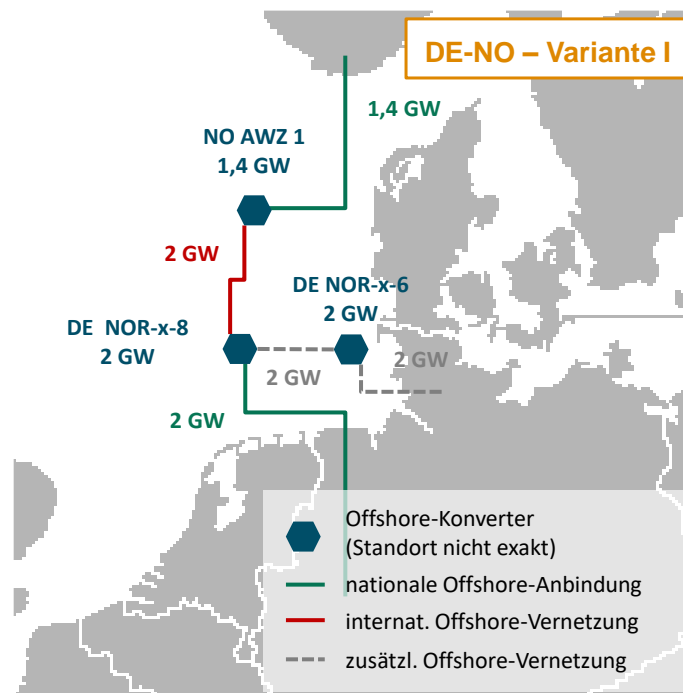 DE-NO – Variante I
1,4 GW
NO AWZ 1
1,4 GW
2 GW
DE NOR-x-6
2 GW
DE NOR-x-8
2 GW
2 GW
2 GW
2 GW
Offshore-Konverter
(Standort nicht exakt)
nationale Offshore-Anbindung
internat. Offshore-Vernetzung
zusätzl. Offshore-Vernetzung